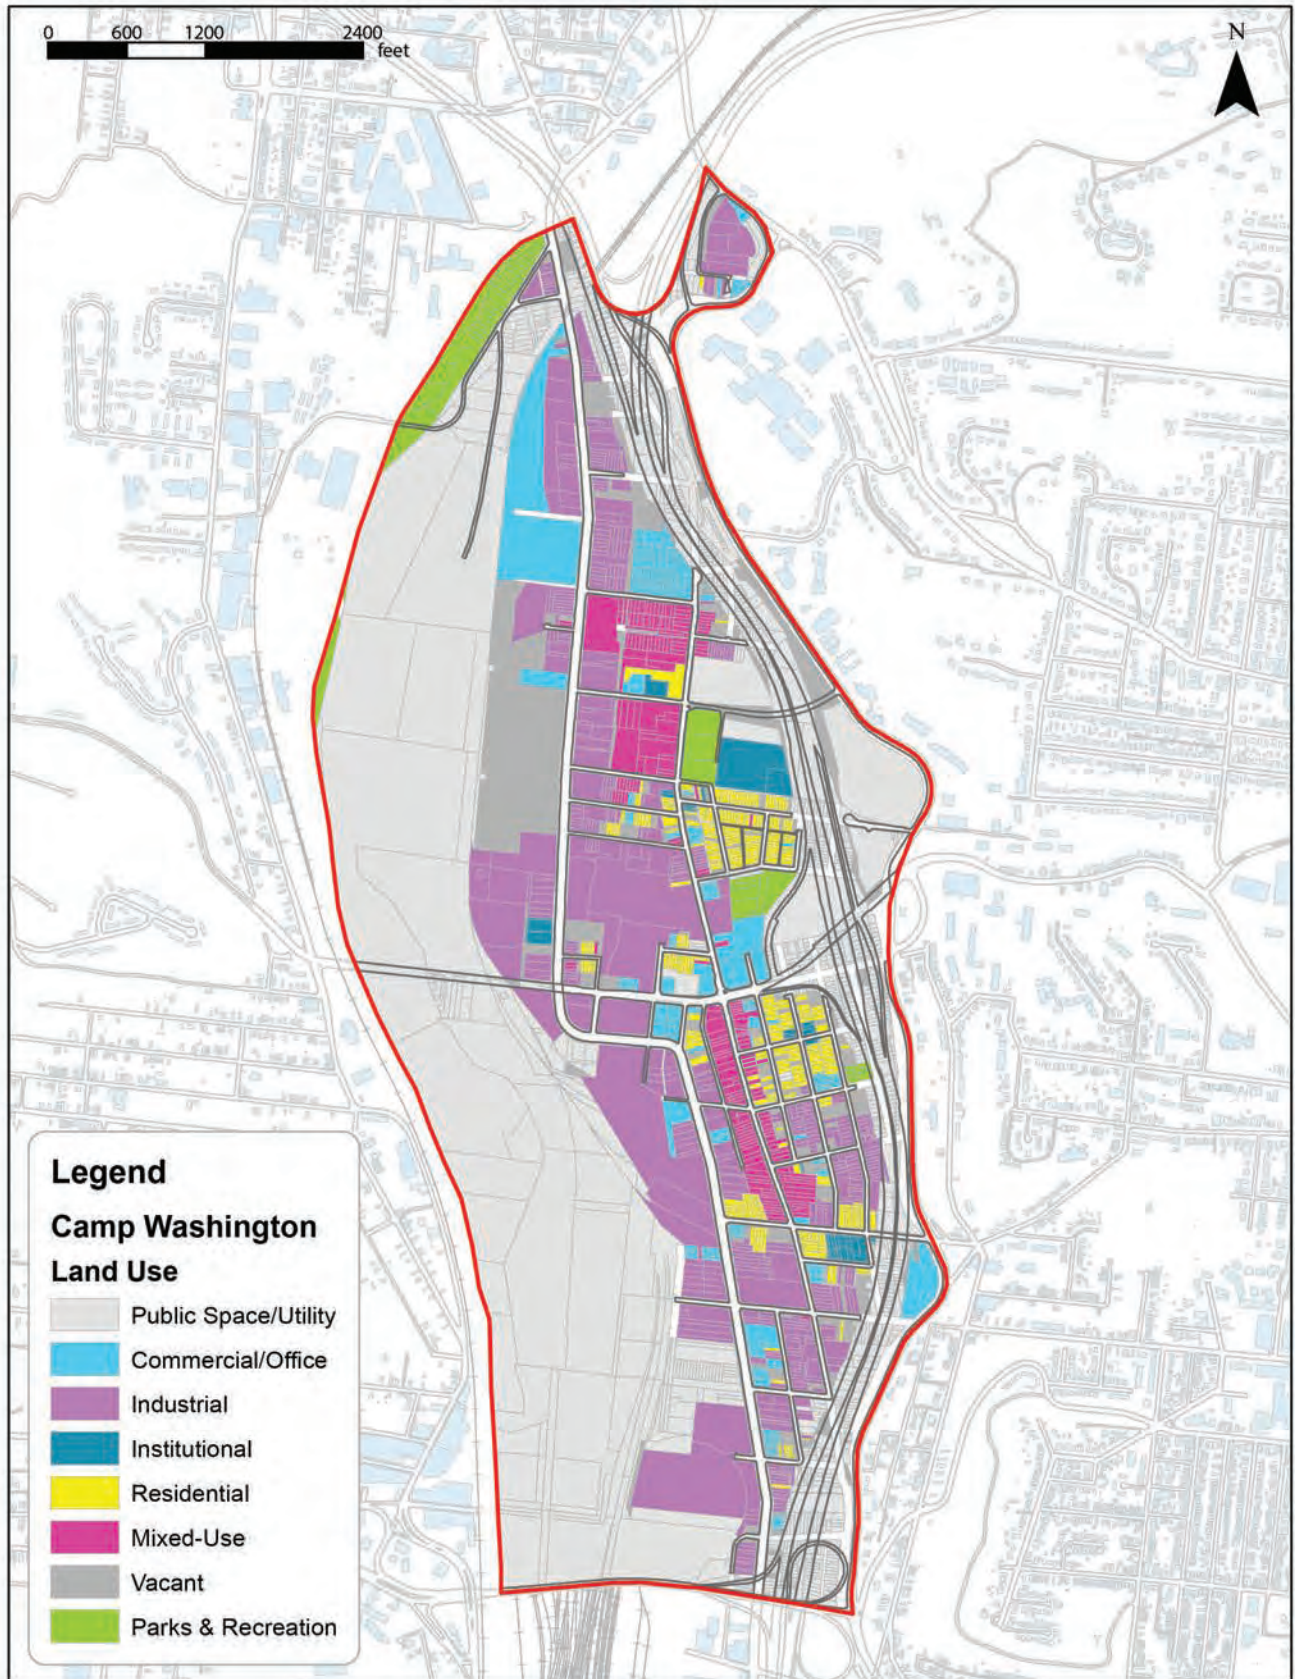 0 600 1200 2400
feet
N
Legend
Camp Washington
Land Use
Public Space/Utility
Commercial/Office
Industrial
Institutional
Residential
Mixed-Use
Vacant
Parks & Recreation